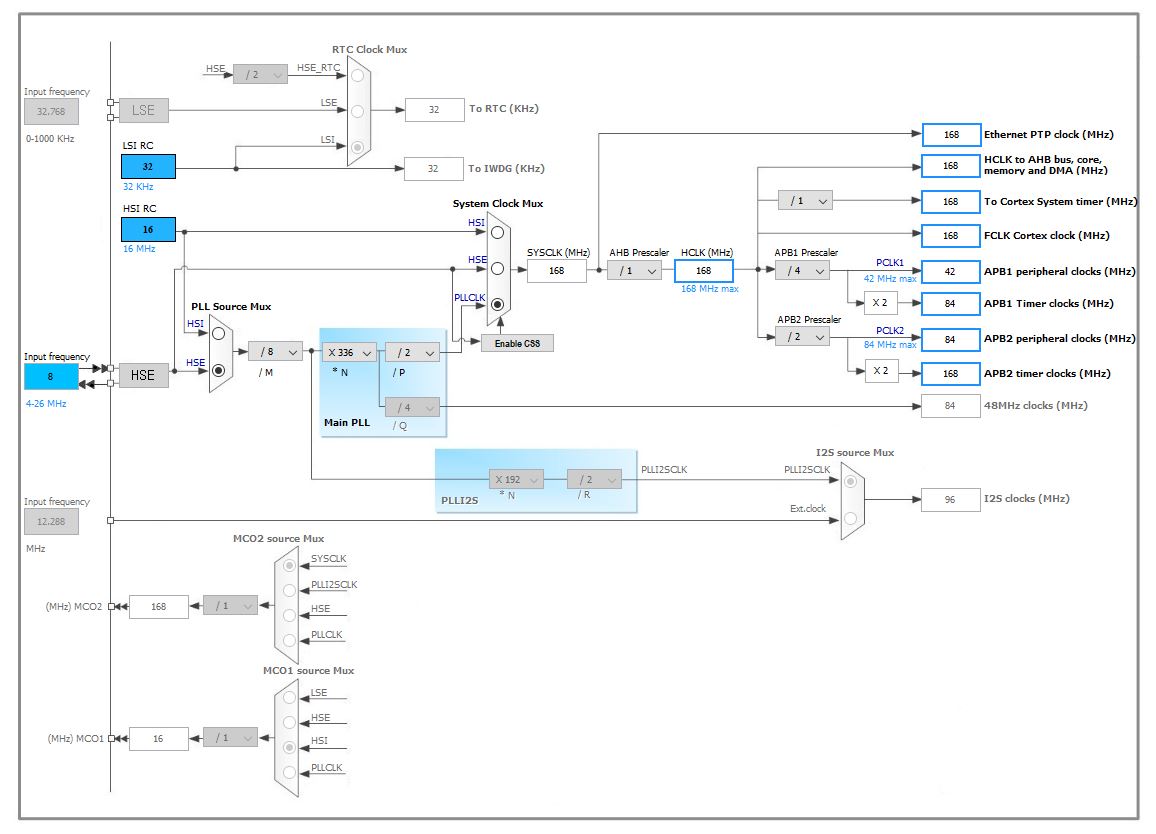 RTC Clock Mux
HSE
/ 2
HSE_RTC
Input frequency
32.768
LSE
LSE
32
To RTC (KHz)
0-1000 KHz
LSI RC
LSI
32
32
To IWDG (KHz)
32 KHz
HSI RC
16
16 MHz
System Clock Mux
HSI
HSE
PLLCLK
SYSCLK (MHz)
168
AHB Prescaler
/ 1
HCLK (MHz)
168
168 MHz max
168
Ethernet PTP clock (MHz)
168
HCLK to AHB bus, core,
memory and DMA (MHz)
/ 1
168
To Cortex System timer (MHz)
168
FCLK Cortex clock (MHz)
APB1 Prescaler
/ 4
PCLK1
42 MHz max
42
APB1 peripheral clocks (MHz)
X 2
84
APB1 Timer clocks (MHz)
APB2 Prescaler
/ 2
PCLK2
84 MHz max
84
APB2 peripheral clocks (MHz)
X 2
168
APB2 timer clocks (MHz)
PLL Source Mux
HSI
HSE
Input frequency
8
4-26 MHz
HSE
/ 8
/ M
X 336
* N
/ 2
/ P
Enable CSS
/ 4
/ Q
Main PLL
84
48MHz clocks (MHz)
X 192
* N
/ 2
/ R
PLLI2S
PLLI2SCLK
I2S source Mux
PLLI2SCLK
Ext.clock
96
I2S clocks (MHz)
Input frequency
12.288
MHz
MCO2 source Mux
SYSCLK
PLLI2SCLK
HSE
PLLCLK
(MHz) MCO2
168
/ 1
MCO1 source Mux
LSE
HSE
HSI
PLLCLK
(MHz) MCO1
16
/ 1